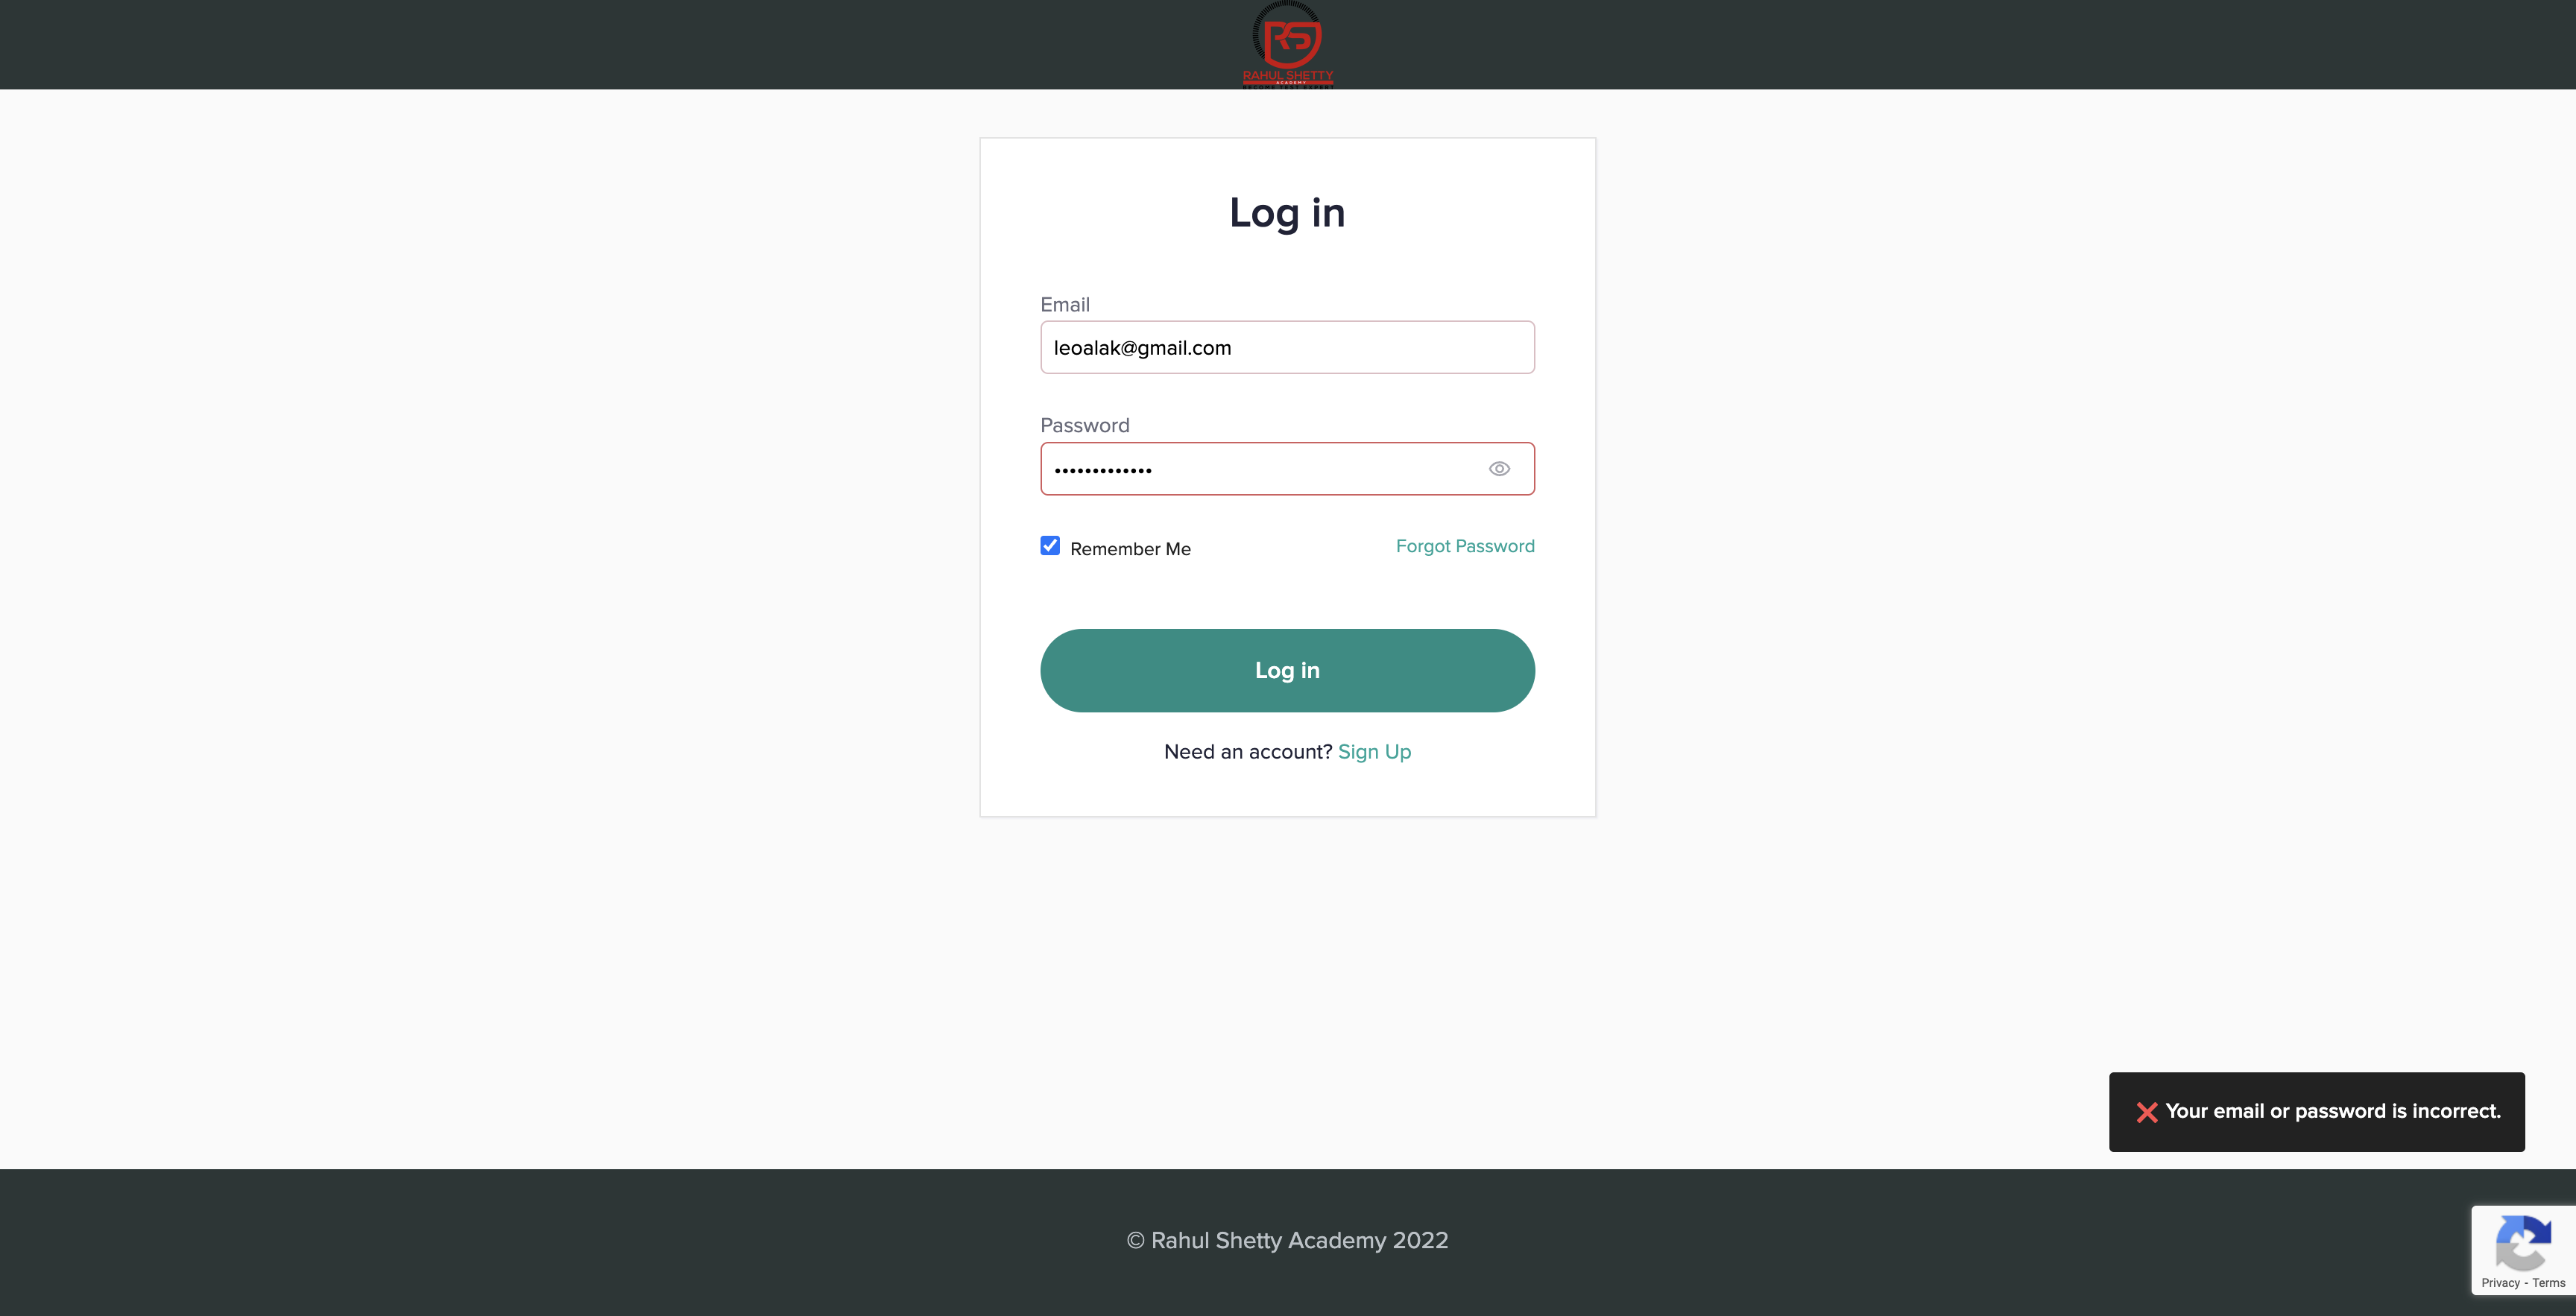 RS
RAHUL SHETTY
ACADEMY
Log in
Email
leoalak@gmail.com
Password
•••••••••••••
Remember Me
Forgot Password
Log in
Need an account? Sign Up
❌ Your email or password is incorrect.
© Rahul Shetty Academy 2022
Privacy - Terms